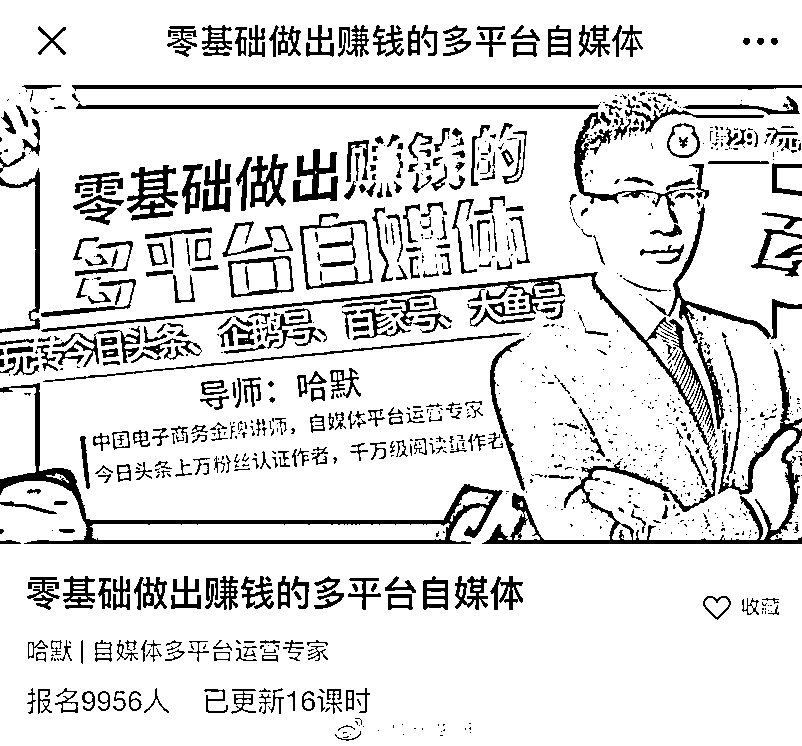 零基础做出赚钱的多平台自媒体
零基础做出赚钱的
多平台自媒体
玩转今日头条、企鹅号、百家号、大鱼号
导师：哈默
中国电子商务金牌讲师，自媒体平台运营专家
今日头条上万粉丝认证作者，千万级阅读量作者
零基础做出赚钱的多平台自媒体
收藏
哈默 | 自媒体多平台运营专家
报名9956人 已更新16课时